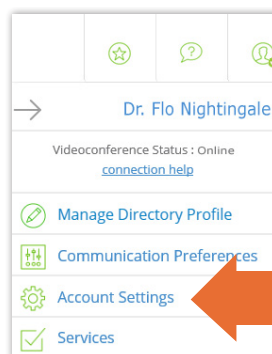 Dr. Flo Nightingale
Videoconference Status : Online
connection help
Manage Directory Profile
Communication Preferences
Account Settings
Services